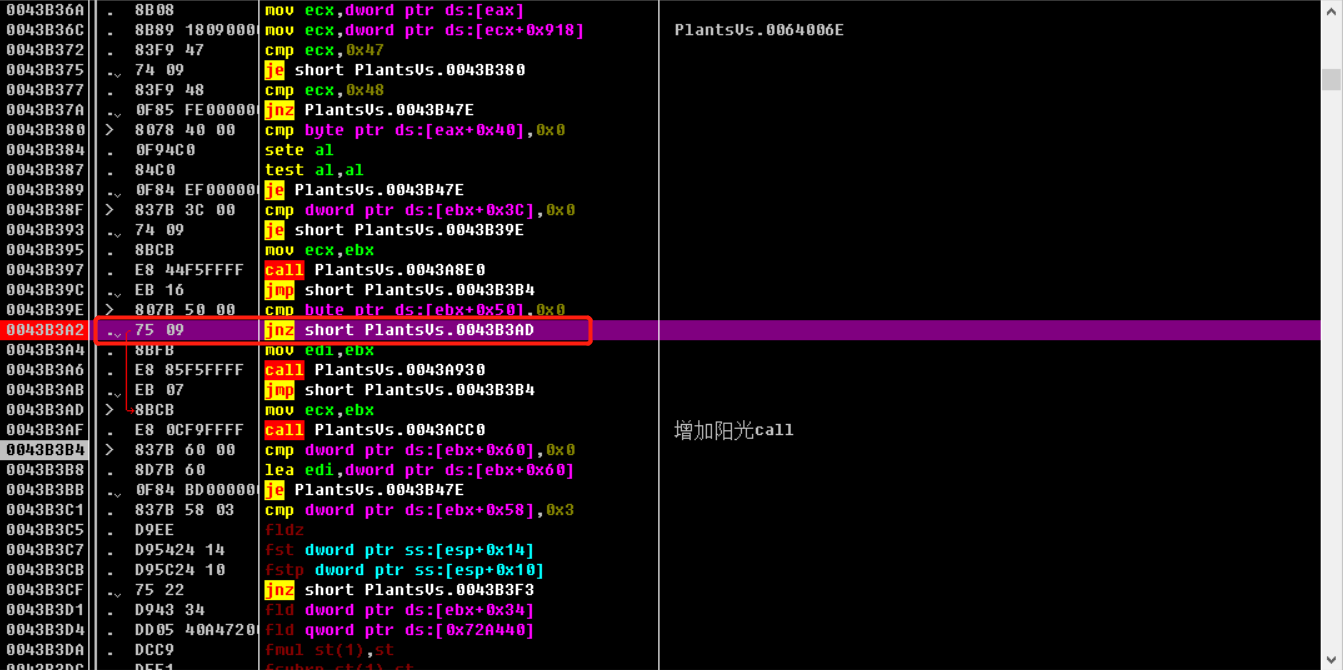 0043B36A . 8B08 mov ecx,dword ptr ds:[eax]
0043B36C . 8B89 18090000 mov ecx,dword ptr ds:[ecx+0x918] PlantsVs.0064006E
0043B372 . 83F9 47 cmp ecx,0x47
0043B375 . 74 09 je short PlantsVs.0043B380
0043B377 . 83F9 48 cmp ecx,0x48
0043B37A . 0F85 FE000000 jnz PlantsVs.0043B47E
0043B380 > 8078 40 00 cmp byte ptr ds:[eax+0x40],0x0
0043B384 . 0F94C0 sete al
0043B387 . 84C0 test al,al
0043B389 . 0F84 EF000000 je PlantsVs.0043B47E
0043B38F > 837B 3C 00 cmp dword ptr ds:[ebx+0x3C],0x0
0043B393 . 74 09 je short PlantsVs.0043B39E
0043B395 . 8BCB mov ecx,ebx
0043B397 . E8 44F5FFFF call PlantsVs.0043A8E0
0043B39C . EB 16 jmp short PlantsVs.0043B3B4
0043B39E > 807B 50 00 cmp byte ptr ds:[ebx+0x50],0x0
0043B3A2 . 75 09 jnz short PlantsVs.0043B3AD
0043B3A4 . 8BFB mov edi,ebx
0043B3A6 . E8 85F5FFFF call PlantsVs.0043A930
0043B3AB . EB 07 jmp short PlantsVs.0043B3B4
0043B3AD > 8BCB mov ecx,ebx
0043B3AF . E8 0CF9FFFF call PlantsVs.0043ACC0 增加阳光call
0043B3B4 > 837B 60 00 cmp dword ptr ds:[ebx+0x60],0x0
0043B3B8 . 8D7B 60 lea edi,dword ptr ds:[ebx+0x60]
0043B3BB . 0F84 BD000000 je PlantsVs.0043B47E
0043B3C1 . 837B 58 03 cmp dword ptr ds:[ebx+0x58],0x3
0043B3C5 . D9EE fldz
0043B3C7 . D95424 14 fst dword ptr ss:[esp+0x14]
0043B3CB . D95C24 10 fstp dword ptr ss:[esp+0x10]
0043B3CF . 75 22 jnz short PlantsVs.0043B3F3
0043B3D1 . D943 34 fld dword ptr ds:[ebx+0x34]
0043B3D4 . DD05 40A47200 fld qword ptr ds:[0x72A440]
0043B3DA . DCC9 fmul st(1),st